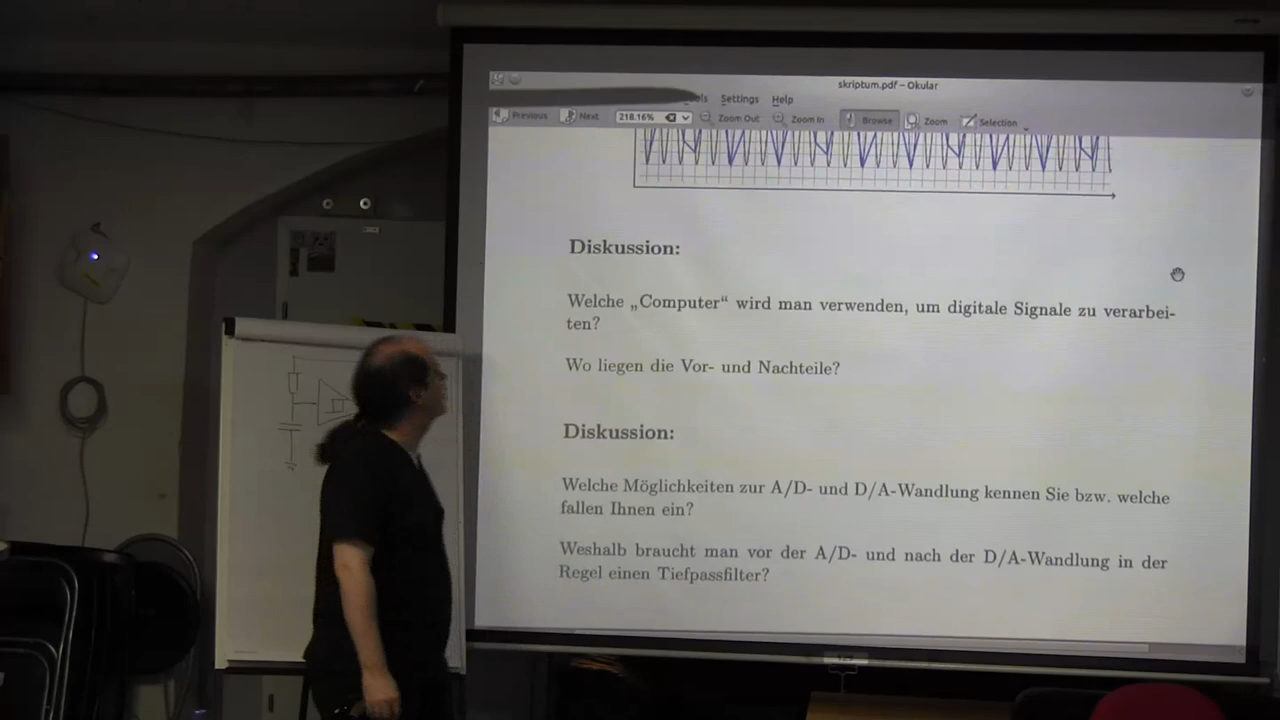 skriptum.pdf – Okular
Settings Help
Previous Next 218.16% Zoom Out Zoom In Browse Zoom Selection
Diskussion:
Welche „Computer“ wird man verwenden, um digitale Signale zu verarbei-
ten?
Wo liegen die Vor- und Nachteile?
Diskussion:
Welche Möglichkeiten zur A/D- und D/A-Wandlung kennen Sie bzw. welche
fallen Ihnen ein?
Weshalb braucht man vor der A/D- und nach der D/A-Wandlung in der
Regel einen Tiefpassfilter?